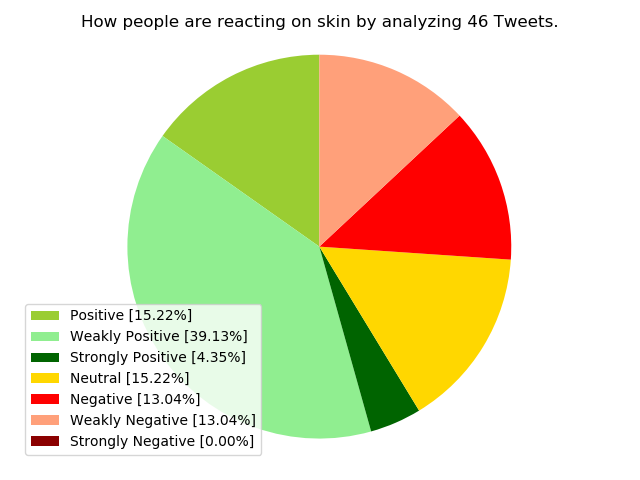 How people are reacting on skin by analyzing 46 Tweets.
Positive [15.22%]
Weakly Positive [39.13%]
Strongly Positive [4.35%]
Neutral [15.22%]
Negative [13.04%]
Weakly Negative [13.04%]
Strongly Negative [0.00%]